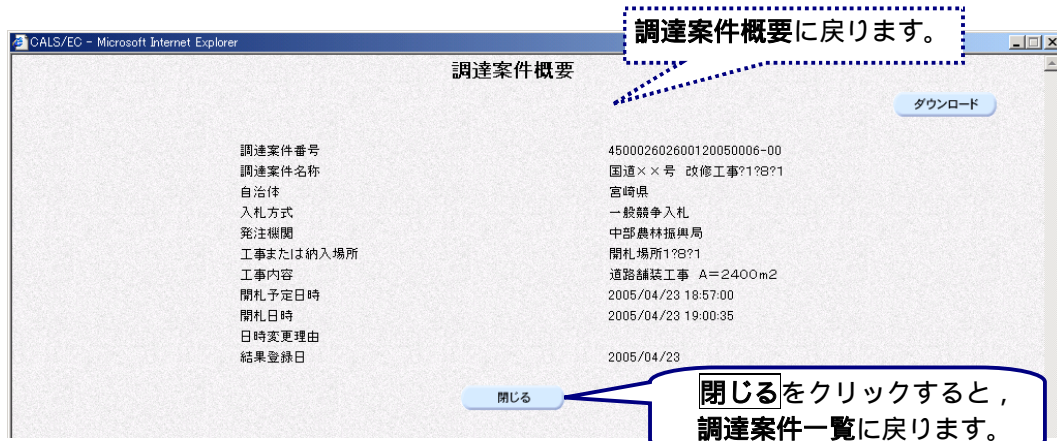 調達案件概要に戻ります。
CALS/EC - Microsoft Internet Explorer
調達案件概要
ダウンロード
調達案件番号 450002602600120050006-00
調達案件名称 国道××号 改修工事?1?8?1
自治体 宮崎県
入札方式 一般競争入札
発注機関 中部農林振興局
工事または納入場所 開札場所1?8?1
工事内容 道路舗装工事 A=2400m2
開札予定日時 2005/04/23 18:57:00
開札日時 2005/04/23 19:00:35
日時変更理由
結果登録日 2005/04/23
閉じる
閉じるをクリックすると,
調達案件一覧に戻ります。